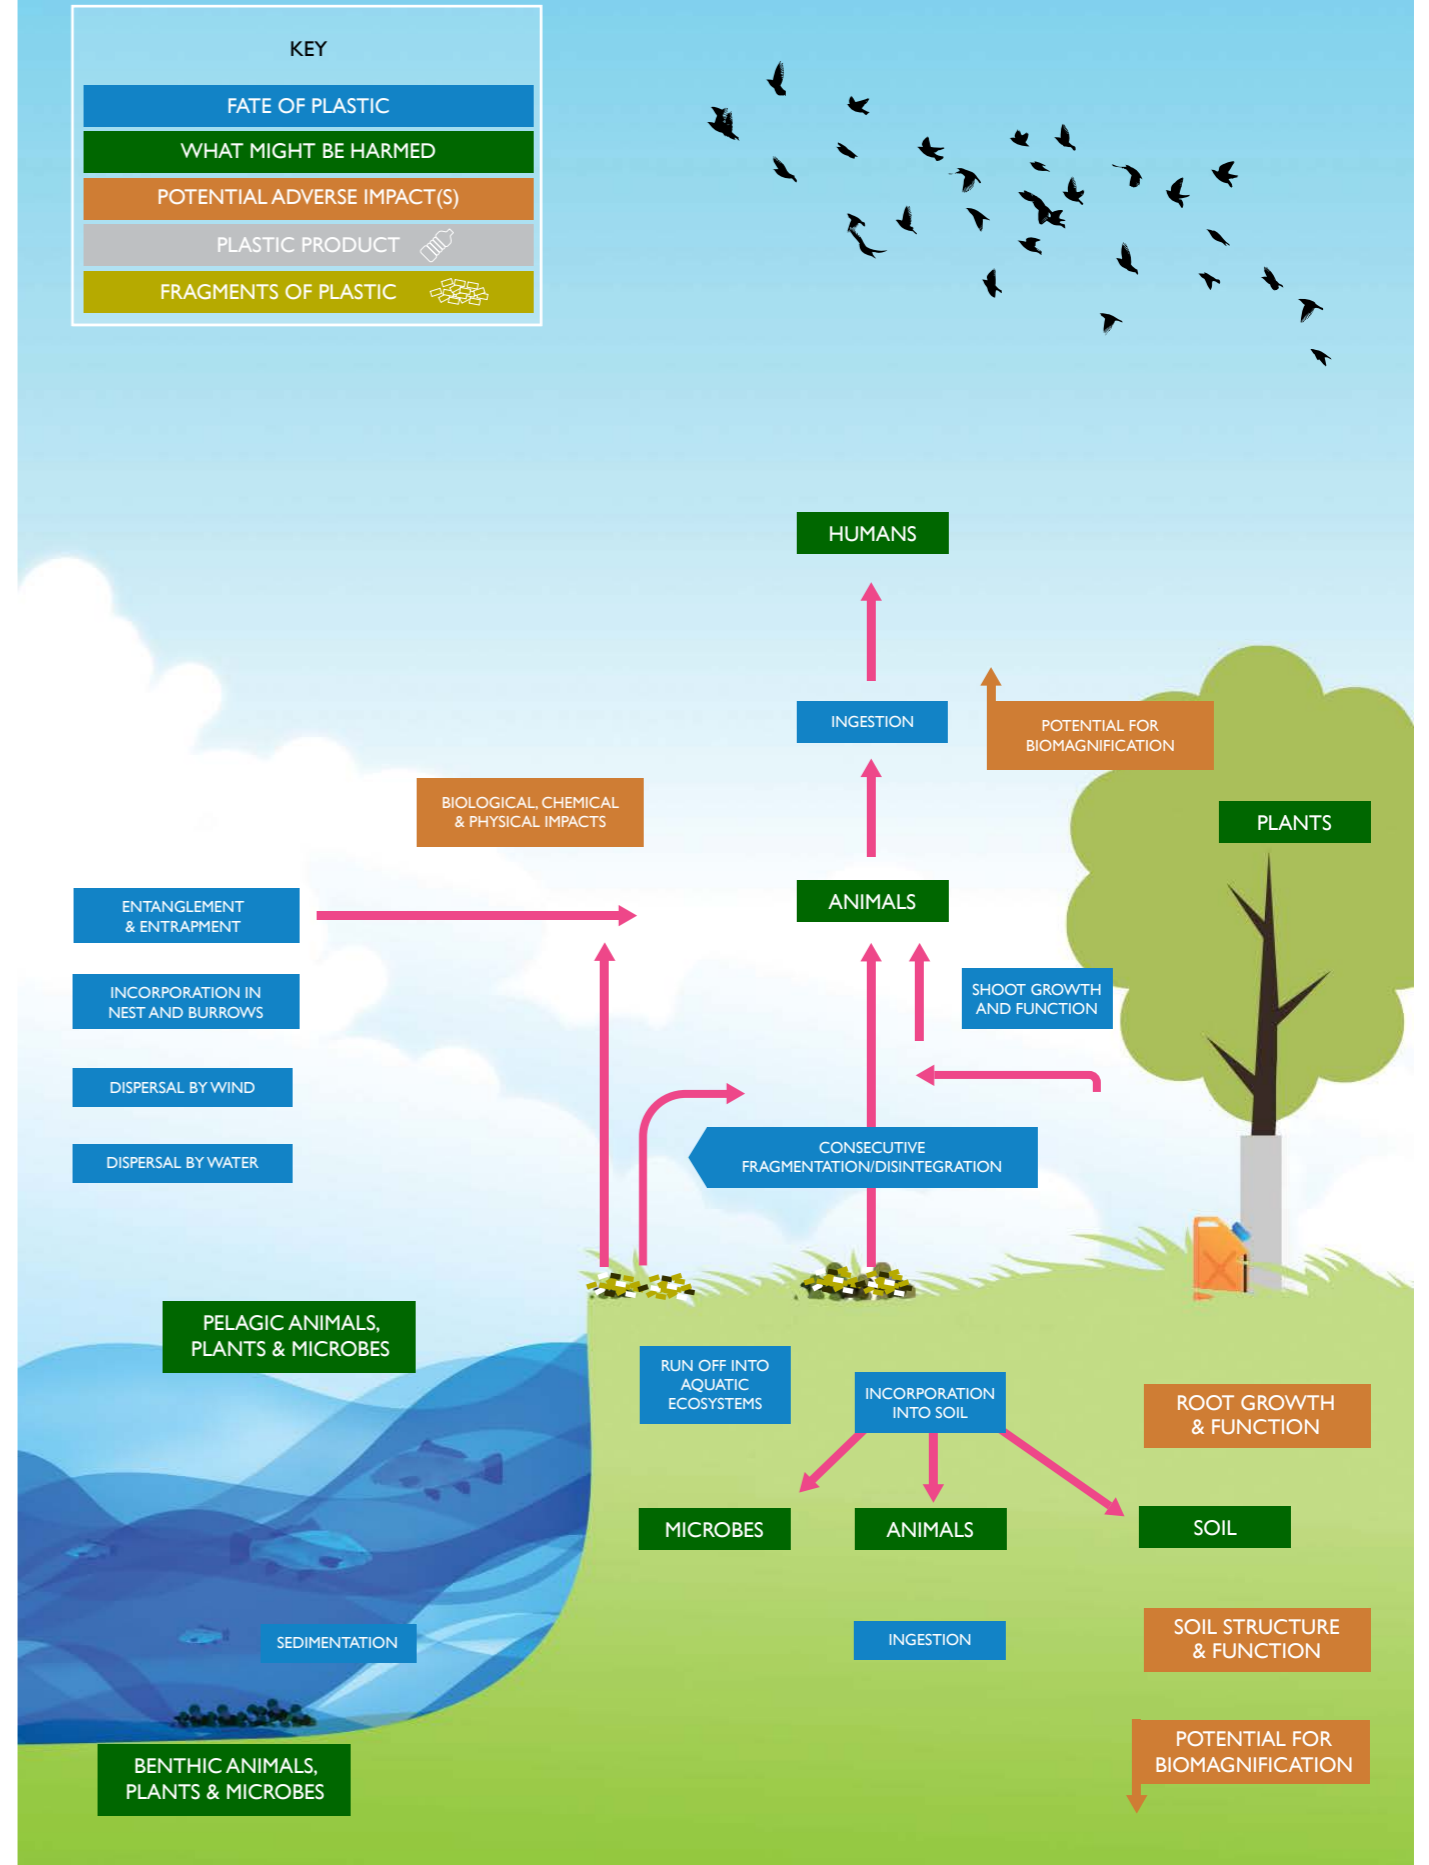 KEY
FATE OF PLASTIC
WHAT MIGHT BE HARMED
POTENTIAL ADVERSE IMPACT(S)
PLASTIC PRODUCT
FRAGMENTS OF PLASTIC
HUMANS
INGESTION
POTENTIAL FOR
BIOMAGNIFICATION
BIOLOGICAL, CHEMICAL
& PHYSICAL IMPACTS
PLANTS
ENTANGLEMENT
& ENTRAPMENT
ANIMALS
INCORPORATION IN
NEST AND BURROWS
SHOOT GROWTH
AND FUNCTION
DISPERSAL BY WIND
DISPERSAL BY WATER
CONSECUTIVE
FRAGMENTATION/DISINTEGRATION
PELAGIC ANIMALS,
PLANTS & MICROBES
RUN OFF INTO
AQUATIC
ECOSYSTEMS
INCORPORATION
INTO SOIL
ROOT GROWTH
& FUNCTION
MICROBES
ANIMALS
SOIL
SEDIMENTATION
INGESTION
SOIL STRUCTURE
& FUNCTION
POTENTIAL FOR
BIOMAGNIFICATION
BENTHIC ANIMALS,
PLANTS & MICROBES